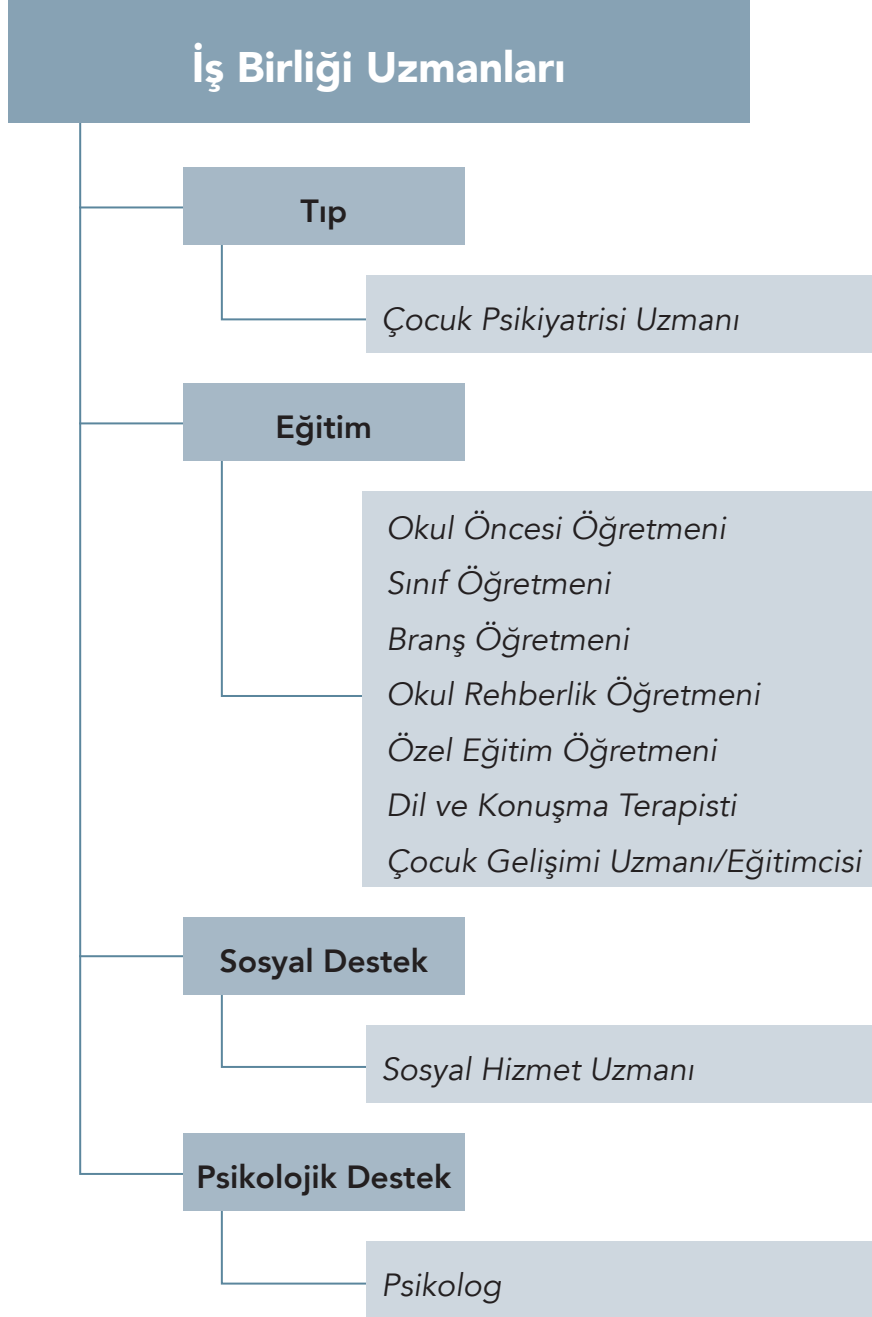 İş Birliği Uzmanları
Tıp
Çocuk Psikiyatrisi Uzmanı
Eğitim
Okul Öncesi Öğretmeni
Sınıf Öğretmeni
Branş Öğretmeni
Okul Rehberlik Öğretmeni
Özel Eğitim Öğretmeni
Dil ve Konuşma Terapisti
Çocuk Gelişimi Uzmanı/Eğitimcisi
Sosyal Destek
Sosyal Hizmet Uzmanı
Psikolojik Destek
Psikolog